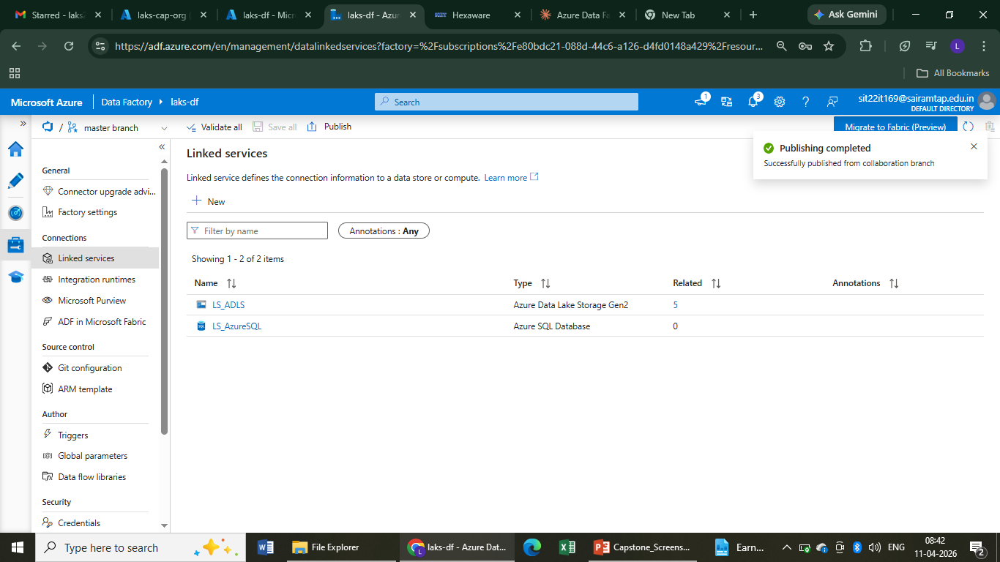 Starred - laks2
laks-cap-org (
laks-df - Micr
laks-df - Azur
Hexaware
Azure Data Fa
New Tab
Ask Gemini
https://adf.azure.com/en/management/datalinkedservices?factory=%2Fsubscriptions%2Fe80bdc21-088d-44c6-a126-d4fd0148a429%2Fresour...
L
All Bookmarks
Microsoft Azure
Data Factory
laks-df
Search
1
3
sit22it169@sairamtap.edu.in
DEFAULT DIRECTORY
/ master branch
Validate all
Save all
Publish
Migrate to Fabric (Preview)
Publishing completed
Successfully published from collaboration branch
General
Connector upgrade advi...
Factory settings
Connections
Linked services
Integration runtimes
Microsoft Purview
ADF in Microsoft Fabric
Source control
Git configuration
ARM template
Author
Triggers
Global parameters
Data flow libraries
Security
Credentials
Linked services
Linked service defines the connection information to a data store or compute. Learn more
New
Filter by name
Annotations : Any
Showing 1 - 2 of 2 items
Name Type Related Annotations
LS_ADLS Azure Data Lake Storage Gen2 5
SQL LS_AzureSQL Azure SQL Database 0
Type here to search
File Explorer
laks-df - Azure Dat...
Capstone_Screens...
Earn...
ENG
08:42
11-04-2026
2